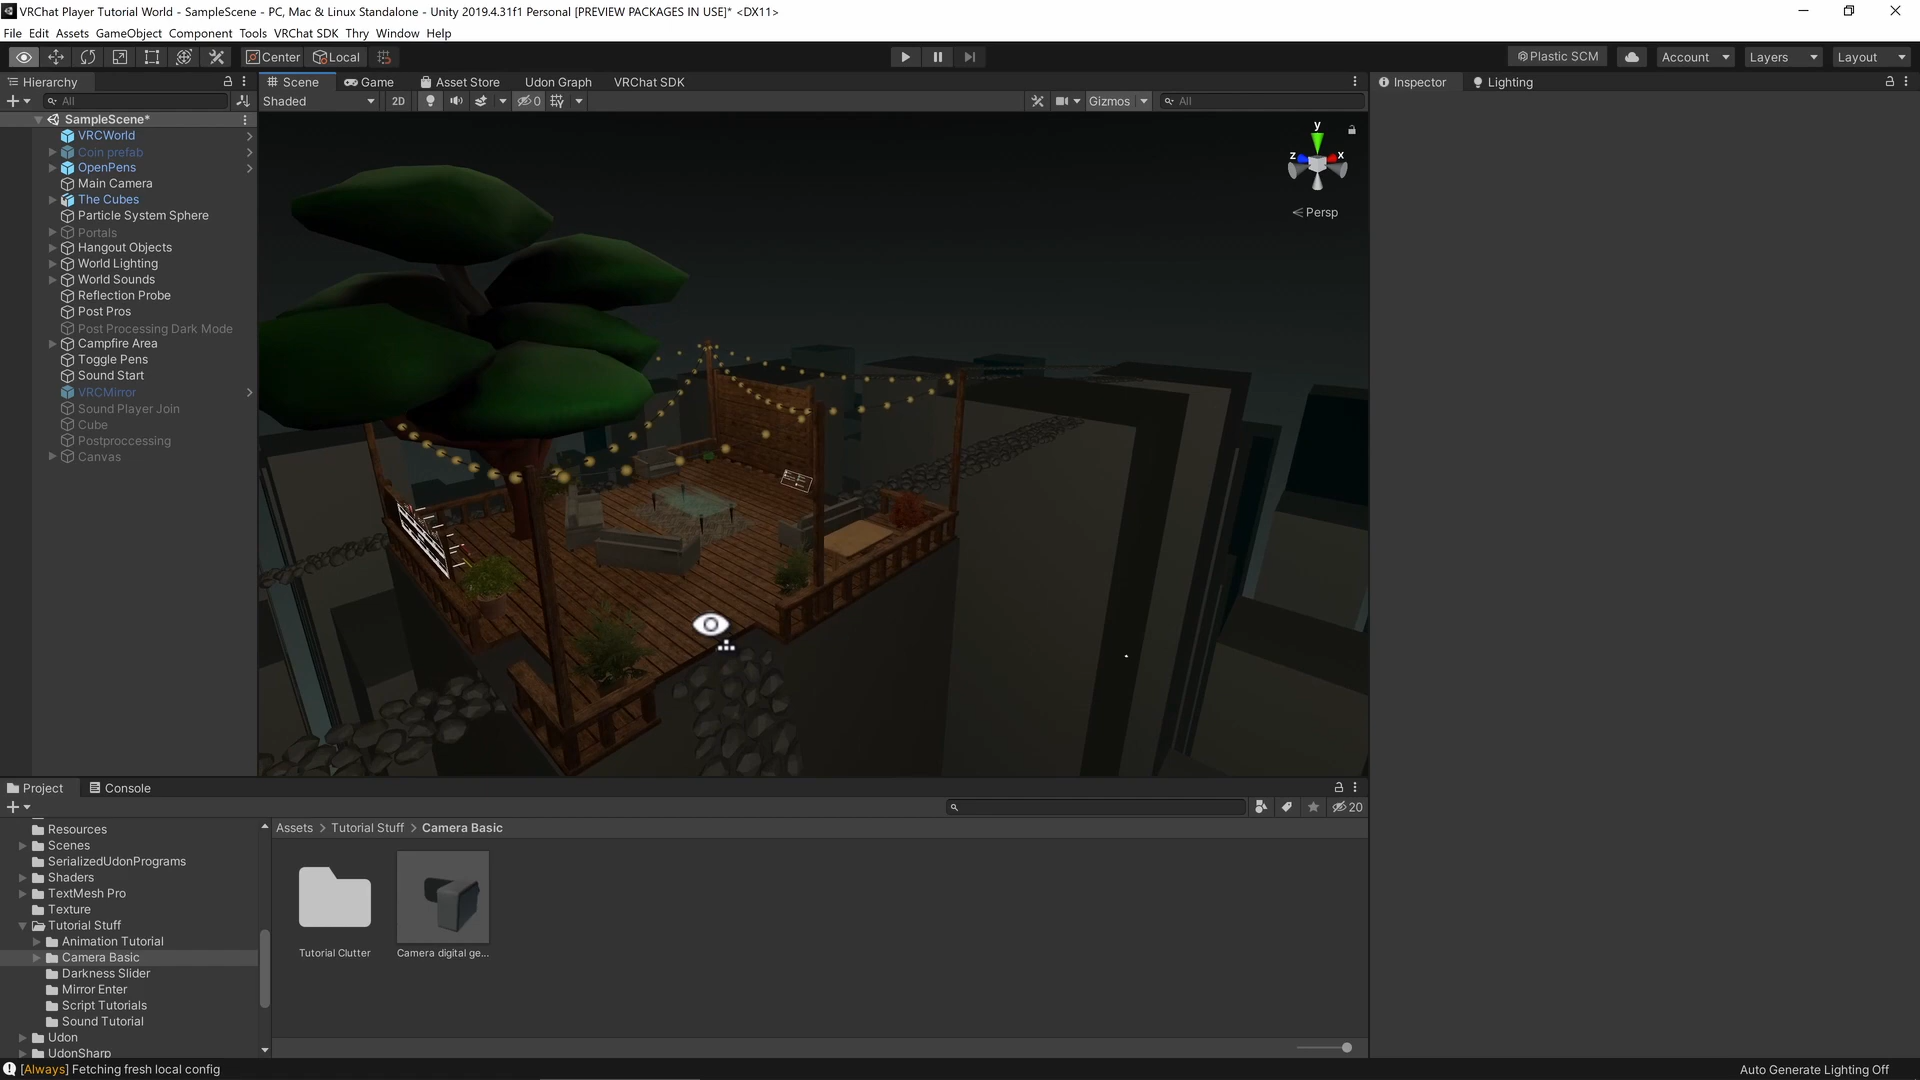 VRChat Player Tutorial World - SampleScene - PC, Mac & Linux Standalone - Unity 2019.4.31f1 Personal [PREVIEW PACKAGES IN USE]* <DX11>
File Edit Assets GameObject Component Tools VRChat SDK Thry Window Help
Center Local Plastic SCM Account Layers Layout
Hierarchy Scene Game Asset Store Udon Graph VRChat SDK Inspector Lighting
All Shaded 2D 0 Gizmos All
SampleScene*
VRCWorld
Coin prefab
OpenPens
Main Camera
The Cubes
Particle System Sphere
Portals
Hangout Objects
World Lighting
World Sounds
Reflection Probe
Post Pros
Post Processing Dark Mode
Campfire Area
Toggle Pens
Sound Start
VRCMirror
Sound Player Join
Cube
Postproccessing
Canvas
y
z x
Persp
Project Console
20
Resources
Scenes
SerializedUdonPrograms
Shaders
TextMesh Pro
Texture
Tutorial Stuff
Animation Tutorial
Camera Basic
Darkness Slider
Mirror Enter
Script Tutorials
Sound Tutorial
Udon
UdonSharp
Assets > Tutorial Stuff > Camera Basic
Tutorial Clutter Camera digital ge...
[Always] Fetching fresh local config Auto Generate Lighting Off